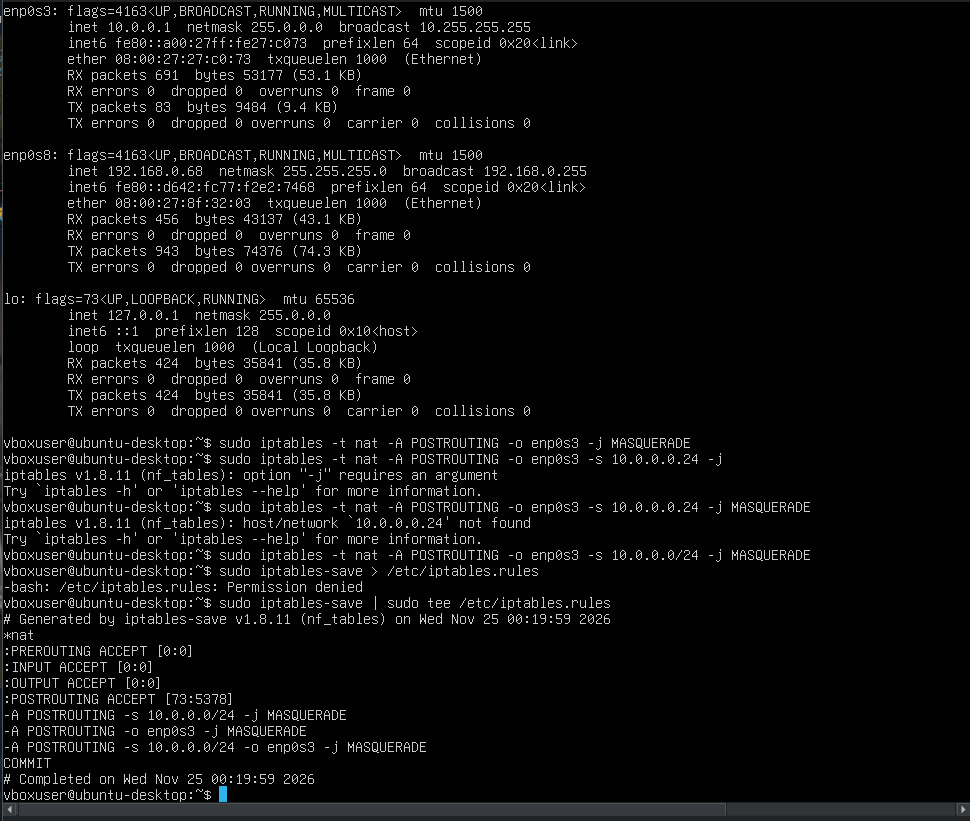 enp0s3: flags=4163<UP,BROADCAST,RUNNING,MULTICAST>  mtu 1500
        inet 10.0.0.1  netmask 255.0.0.0  broadcast 10.255.255.255
        inet6 fe80::a00:27ff:fe27:c073  prefixlen 64  scopeid 0x20<link>
        ether 08:00:27:27:c0:73  txqueuelen 1000  (Ethernet)
        RX packets 691  bytes 53177 (53.1 KB)
        RX errors 0  dropped 0  overruns 0  frame 0
        TX packets 83  bytes 9484 (9.4 KB)
        TX errors 0  dropped 0 overruns 0  carrier 0  collisions 0

enp0s8: flags=4163<UP,BROADCAST,RUNNING,MULTICAST>  mtu 1500
        inet 192.168.0.68  netmask 255.255.255.0  broadcast 192.168.0.255
        inet6 fe80::d642:fc77:f2e2:7468  prefixlen 64  scopeid 0x20<link>
        ether 08:00:27:8f:32:03  txqueuelen 1000  (Ethernet)
        RX packets 456  bytes 43137 (43.1 KB)
        RX errors 0  dropped 0  overruns 0  frame 0
        TX packets 943  bytes 74376 (74.3 KB)
        TX errors 0  dropped 0 overruns 0  carrier 0  collisions 0

lo: flags=73<UP,LOOPBACK,RUNNING>  mtu 65536
        inet 127.0.0.1  netmask 255.0.0.0
        inet6 ::1  prefixlen 128  scopeid 0x10<host>
        loop  txqueuelen 1000  (Local Loopback)
        RX packets 424  bytes 35841 (35.8 KB)
        RX errors 0  dropped 0  overruns 0  frame 0
        TX packets 424  bytes 35841 (35.8 KB)
        TX errors 0  dropped 0 overruns 0  carrier 0  collisions 0

vboxuser@ubuntu-desktop:~$ sudo iptables -t nat -A POSTROUTING -o enp0s3 -j MASQUERADE
vboxuser@ubuntu-desktop:~$ sudo iptables -t nat -A POSTROUTING -o enp0s3 -s 10.0.0.0.24 -j
iptables v1.8.11 (nf_tables): option "-j" requires an argument
Try `iptables -h' or 'iptables --help' for more information.
vboxuser@ubuntu-desktop:~$ sudo iptables -t nat -A POSTROUTING -o enp0s3 -s 10.0.0.0.24 -j MASQUERADE
iptables v1.8.11 (nf_tables): host/network `10.0.0.0.24' not found
Try `iptables -h' or 'iptables --help' for more information.
vboxuser@ubuntu-desktop:~$ sudo iptables -t nat -A POSTROUTING -o enp0s3 -s 10.0.0.0/24 -j MASQUERADE
vboxuser@ubuntu-desktop:~$ sudo iptables-save > /etc/iptables.rules
-bash: /etc/iptables.rules: Permission denied
vboxuser@ubuntu-desktop:~$ sudo iptables-save | sudo tee /etc/iptables.rules
# Generated by iptables-save v1.8.11 (nf_tables) on Wed Nov 25 00:19:59 2026
*nat
:PREROUTING ACCEPT [0:0]
:INPUT ACCEPT [0:0]
:OUTPUT ACCEPT [0:0]
:POSTROUTING ACCEPT [73:5378]
-A POSTROUTING -s 10.0.0.0/24 -j MASQUERADE
-A POSTROUTING -o enp0s3 -j MASQUERADE
-A POSTROUTING -s 10.0.0.0/24 -o enp0s3 -j MASQUERADE
COMMIT
# Completed on Wed Nov 25 00:19:59 2026
vboxuser@ubuntu-desktop:~$